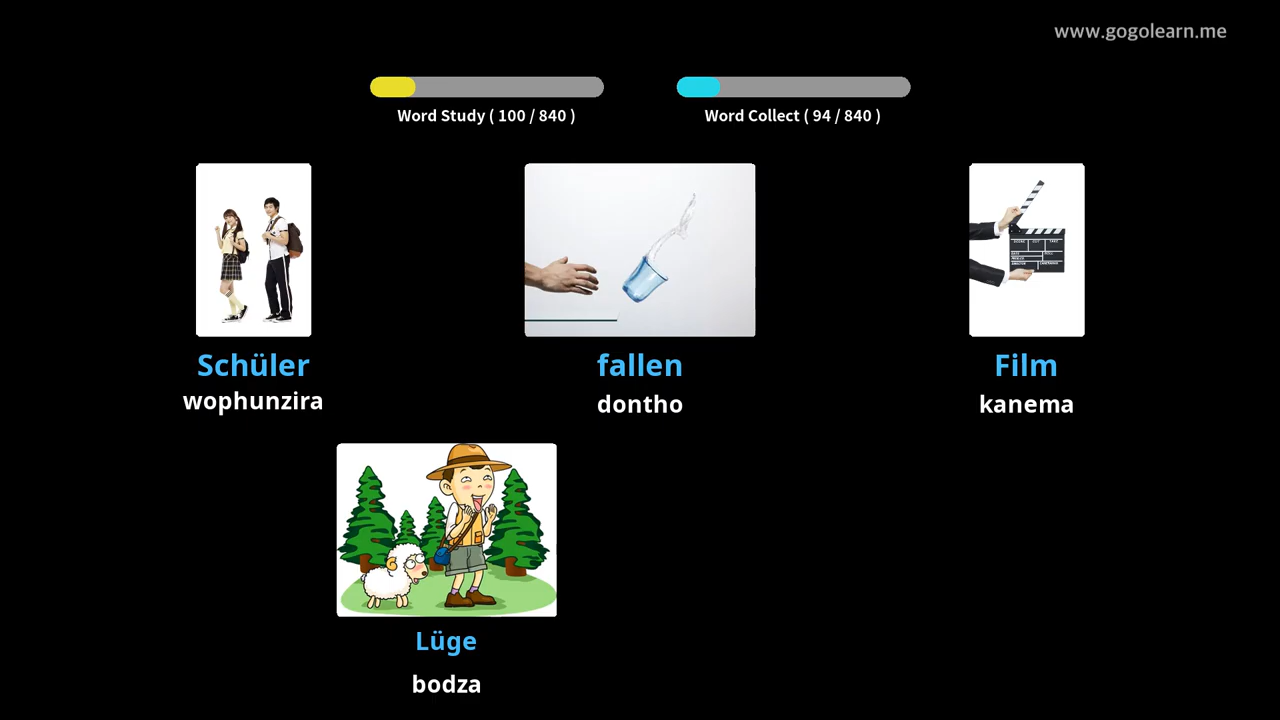 www.gogolearn.me
Word Study ( 100 / 840 )
Word Collect ( 94 / 840 )
Schüler
wophunzira
fallen
dontho
Film
kanema
Lüge
bodza